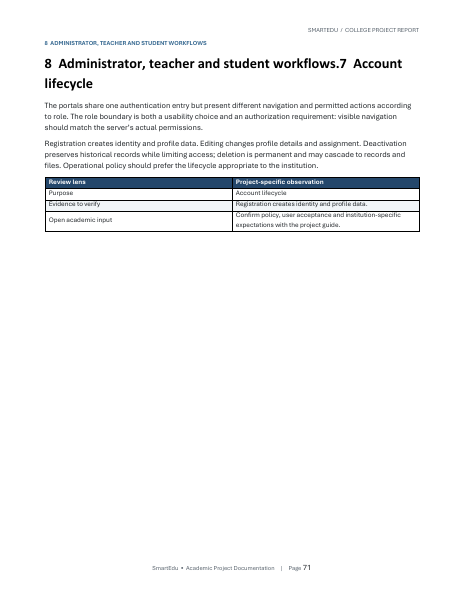 SMARTEDU / COLLEGE PROJECT REPORT
8 ADMINISTRATOR, TEACHER AND STUDENT WORKFLOWS
8 Administrator, teacher and student workflows.7 Account
lifecycle
The portals share one authentication entry but present different navigation and permitted actions according
to role. The role boundary is both a usability choice and an authorization requirement: visible navigation
should match the server's actual permissions.
Registration creates identity and profile data. Editing changes profile details and assignment. Deactivation
preserves historical records while limiting access; deletion is permanent and may cascade to records and
files. Operational policy should prefer the lifecycle appropriate to the institution.
Review lens Project-specific observation
Purpose Account lifecycle
Evidence to verify Registration creates identity and profile data.
Open academic input Confirm policy, user acceptance and institution-specific
expectations with the project guide.
SmartEdu • Academic Project Documentation | Page 71